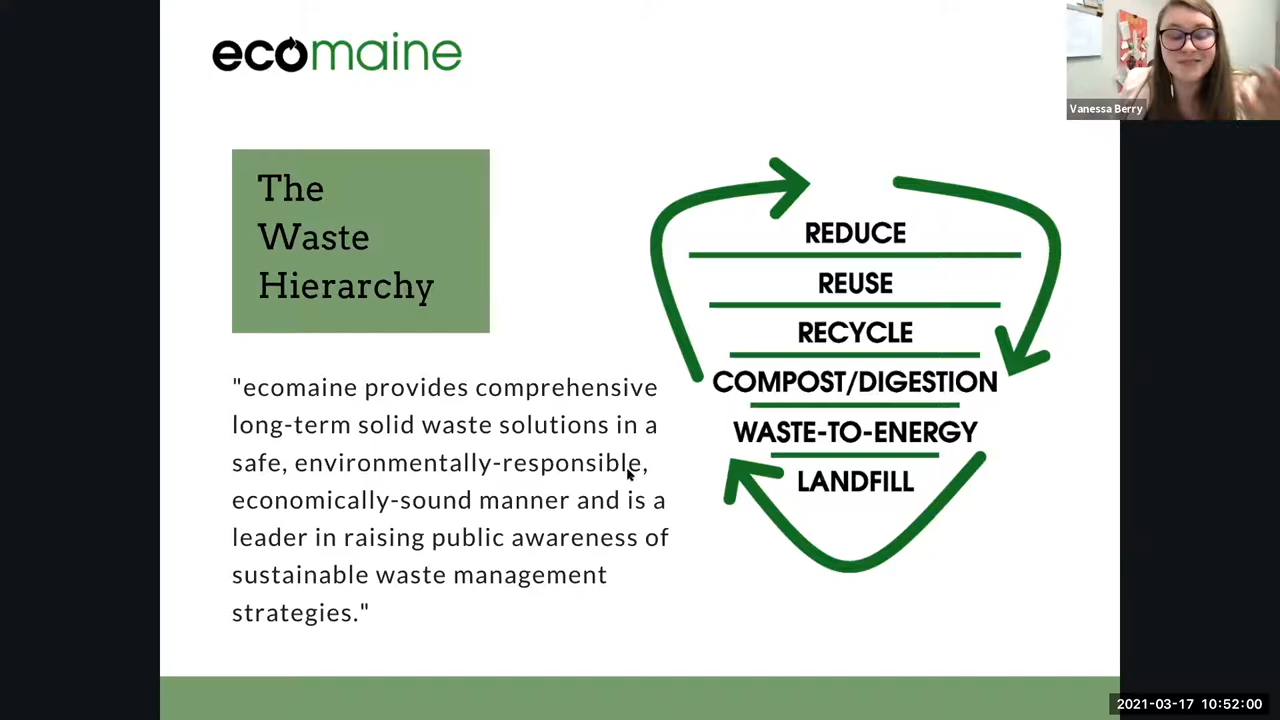 ecomaine
Vanessa Berry
The
Waste
Hierarchy
REDUCE
REUSE
RECYCLE
COMPOST/DIGESTION
WASTE-TO-ENERGY
LANDFILL
"ecomaine provides comprehensive
long-term solid waste solutions in a
safe, environmentally-responsible,
economically-sound manner and is a
leader in raising public awareness of
sustainable waste management
strategies."
2021-03-17 10:52:00